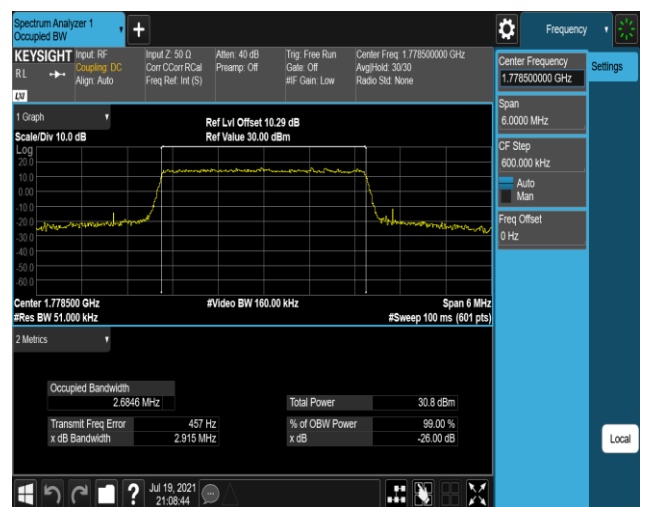 Spectrum Analyzer 1
Occupied BW
Frequency
KEYSIGHT
RL
LXI
Input: RF
Coupling: DC
Align: Auto
Input Z: 50 Ω
Corr CCorr RCal
Freq Ref: Int (S)
Atten: 40 dB
Preamp: Off
Trig: Free Run
Gate: Off
#IF Gain: Low
Center Freq: 1.778500000 GHz
Avg|Hold: 30/30
Radio Std: None
Center Frequency
1.778500000 GHz
Settings
Span
6.0000 MHz
CF Step
600.000 kHz
Auto
Man
Freq Offset
0 Hz
1 Graph
Scale/Div 10.0 dB
Ref Lvl Offset 10.29 dB
Ref Value 30.00 dBm
Log
20.0
10.0
0.00
-10.0
-20.0
-30.0
-40.0
-50.0
-60.0
Center 1.778500 GHz
#Video BW 160.00 kHz
Span 6 MHz
#Res BW 51.000 kHz
#Sweep 100 ms (601 pts)
2 Metrics
Occupied Bandwidth
2.6846 MHz
Total Power 30.8 dBm
Transmit Freq Error 457 Hz
% of OBW Power 99.00 %
x dB Bandwidth 2.915 MHz
x dB -26.00 dB
Local
?
Jul 19, 2021
21:08:44